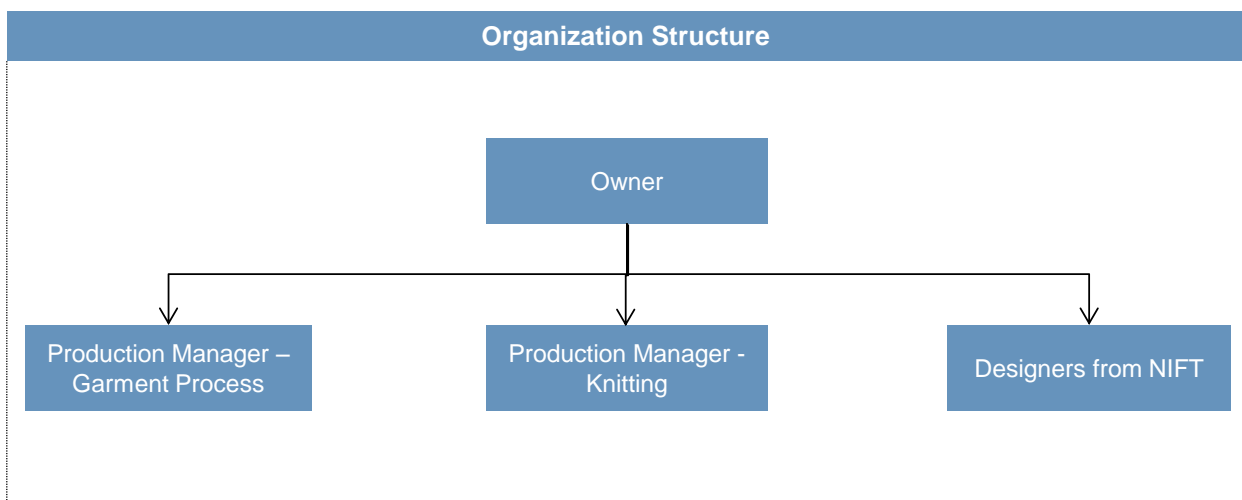 Organization Structure
Owner
Production Manager –
Garment Process
Production Manager -
Knitting
Designers from NIFT